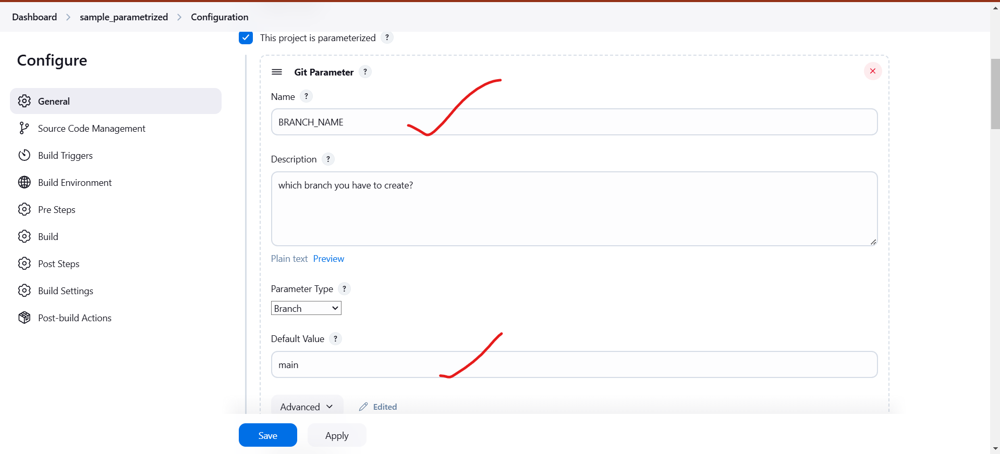 Dashboard > sample_parametrized > Configuration
Configure
General
Source Code Management
Build Triggers
Build Environment
Pre Steps
Build
Post Steps
Build Settings
Post-build Actions
This project is parameterized ?
Git Parameter ?
Name ?
BRANCH_NAME
Description ?
which branch you have to create?
Plain text Preview
Parameter Type ?
Branch
Default Value ?
main
Advanced Edited
Save Apply